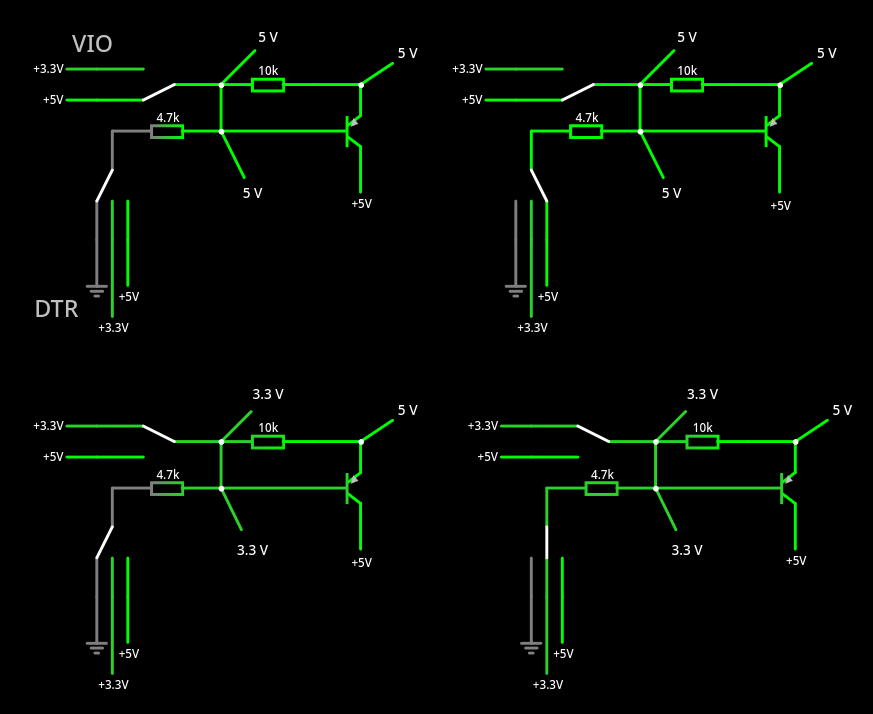 VIO
5 V
5 V
+3.3V
10k
+5V
4.7k
5 V
+5V
DTR
+5V
+3.3V
5 V
5 V
+3.3V
10k
+5V
4.7k
5 V
+5V
+5V
+3.3V
3.3 V
5 V
+3.3V
10k
+5V
4.7k
3.3 V
+5V
+5V
+3.3V
3.3 V
5 V
+3.3V
10k
+5V
4.7k
3.3 V
+5V
+5V
+3.3V